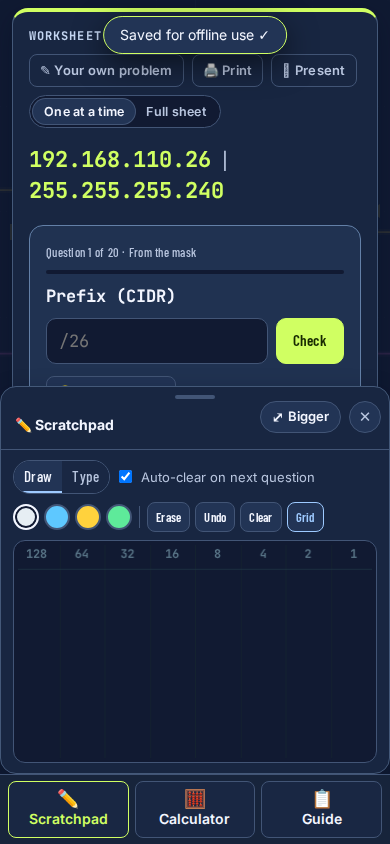 Saved for offline use ✓
WORKSHEET
✎ Your own problem
🖨️ Print
Present
One at a time
Full sheet
192.168.110.26 |
255.255.255.240
Question 1 of 20 · From the mask
Prefix (CIDR)
/26
Check
✏️ Scratchpad
⤢ Bigger
✕
Draw
Type
Auto-clear on next question
Erase
Undo
Clear
Grid
128 64 32 16 8 4 2 1
✏️
Scratchpad
🧮
Calculator
📋
Guide